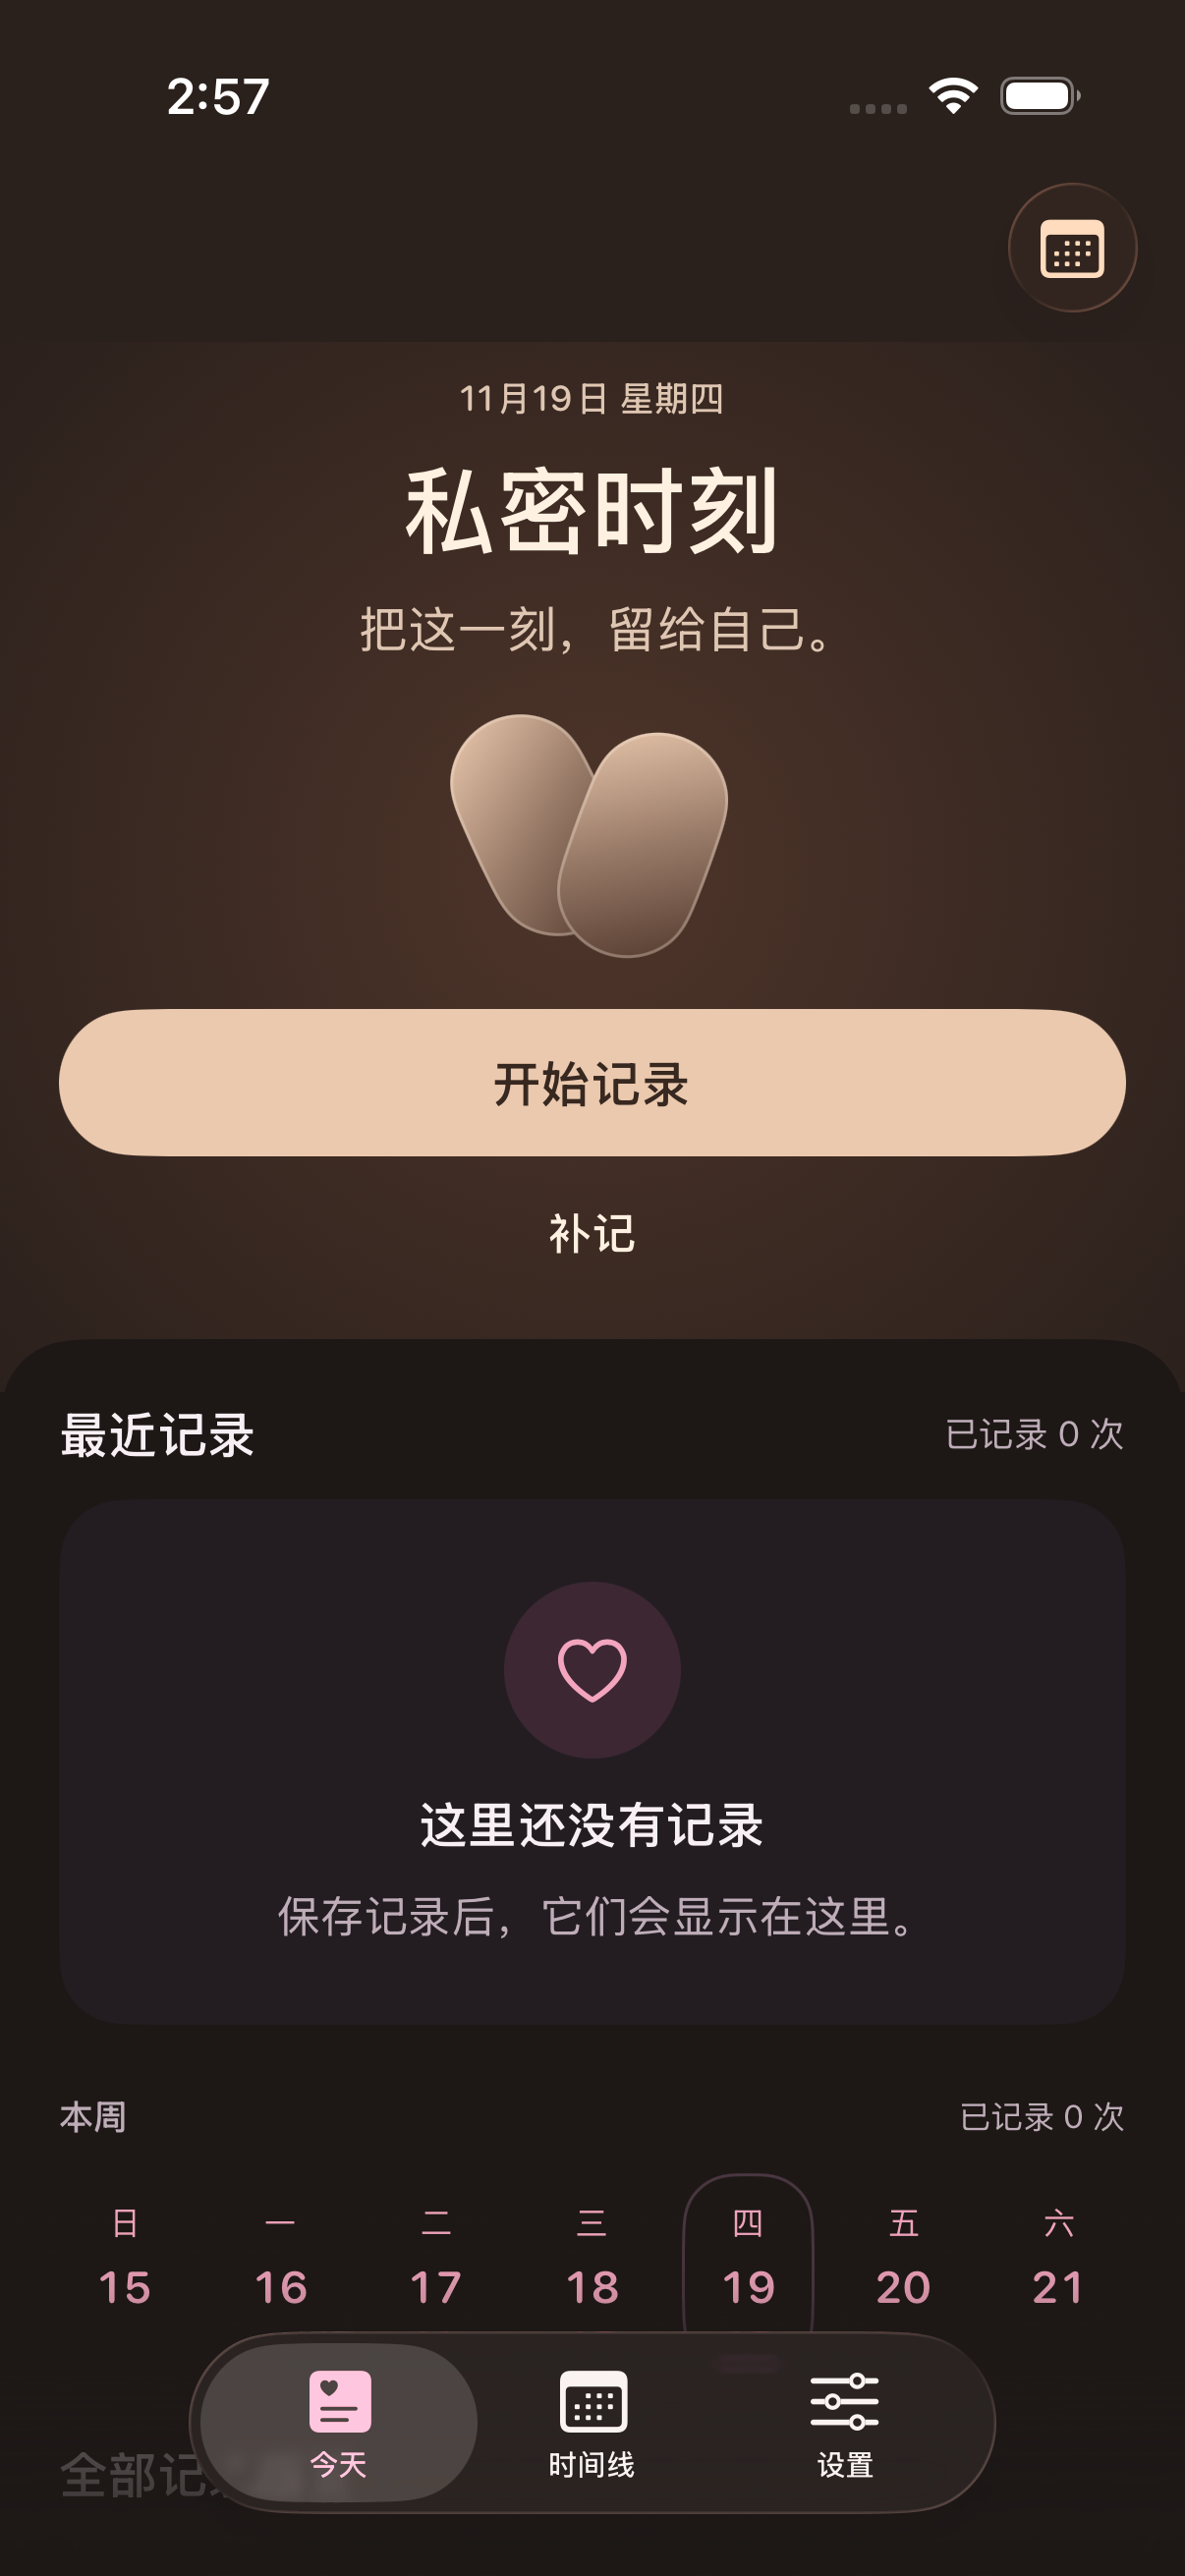 2:57
11月19日 星期四
私密时刻
把这一刻，留给自己。
开始记录
补记
最近记录
已记录 0 次
这里还没有记录
保存记录后，它们会显示在这里。
本周
已记录 0 次
日 一 二 三 四 五 六
15 16 17 18 19 20 21
全部记
今天 时间线 设置